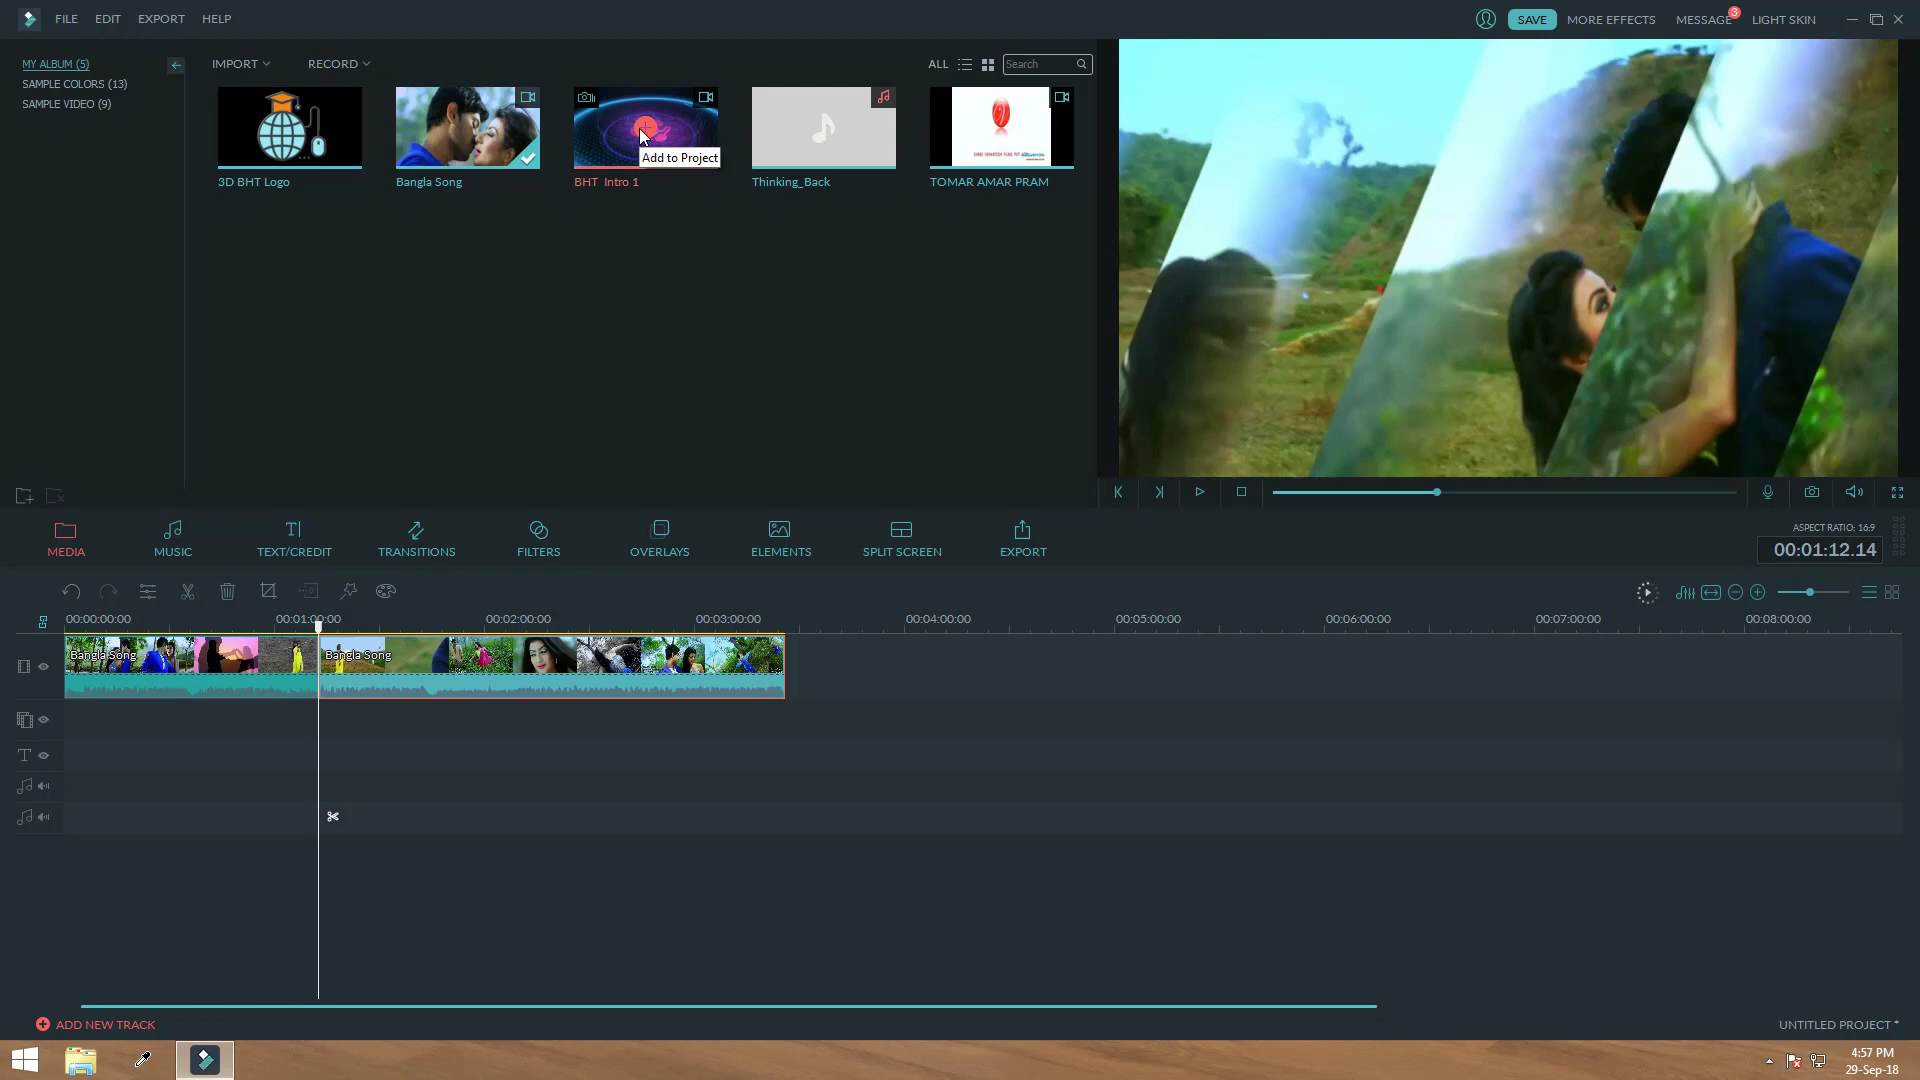 FILE EDIT EXPORT HELP
SAVE MORE EFFECTS MESSAGE 3 LIGHT SKIN
MY ALBUM (5)
SAMPLE COLORS (13)
SAMPLE VIDEO (9)
IMPORT RECORD ALL Search
Add to Project
3D BHT Logo Bangla Song BHT Intro 1 Thinking_Back TOMAR AMAR PRAM
MEDIA MUSIC TEXT/CREDIT TRANSITIONS FILTERS OVERLAYS ELEMENTS SPLIT SCREEN EXPORT
ASPECT RATIO: 16:9
00:01:12.14
00:00:00:00 00:01:00:00 00:02:00:00 00:03:00:00 00:04:00:00 00:05:00:00 00:06:00:00 00:07:00:00 00:08:00:00
Bangla Song Bangla Song
ADD NEW TRACK
UNTITLED PROJECT *
4:57 PM
29-Sep-18